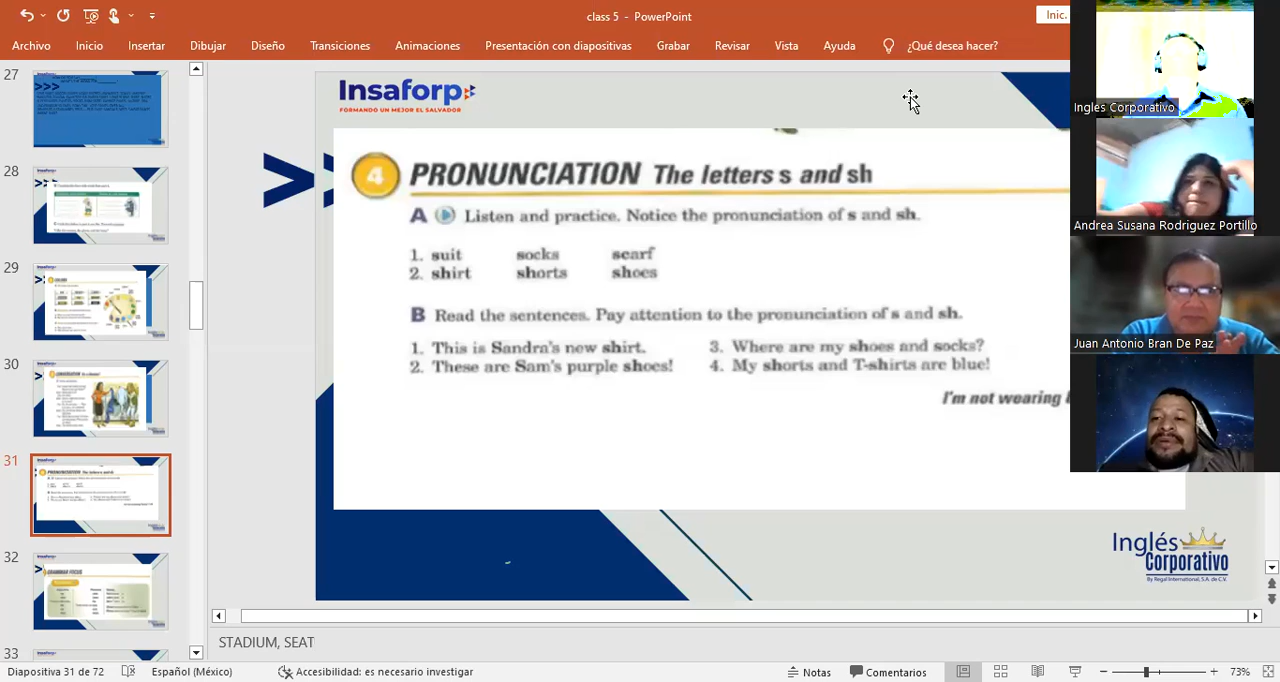 class 5 - PowerPoint
Inic.
Archivo Inicio Insertar Dibujar Diseño Transiciones Animaciones Presentación con diapositivas Grabar Revisar Vista Ayuda ¿Qué desea hacer?
27
28
29
30
31
32
33
Insaforp
FORMANDO UN MEJOR EL SALVADOR
4 PRONUNCIATION The letters s and sh
A Listen and practice. Notice the pronunciation of s and sh.
1. suit socks scarf
2. shirt shorts shoes
B Read the sentences. Pay attention to the pronunciation of s and sh.
1. This is Sandra's new shirt.
2. These are Sam's purple shoes!
3. Where are my shoes and socks?
4. My shorts and T-shirts are blue!
I'm not wearing
Inglés
Corporativo
By Regal International, S.A. de C.V.
Ingles Corporativo
Andrea Susana Rodriguez Portillo
Juan Antonio Bran De Paz
STADIUM, SEAT
Diapositiva 31 de 72 Español (México) Accesibilidad: es necesario investigar Notas Comentarios 73%